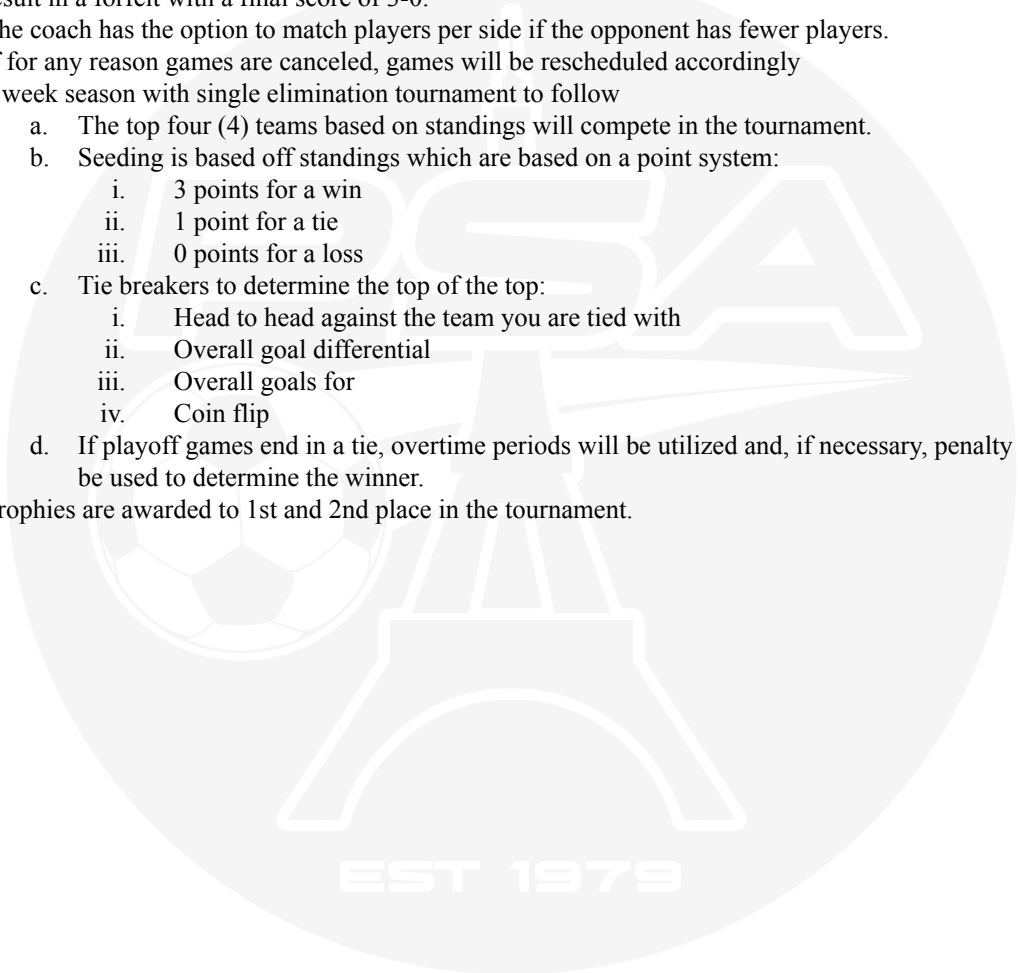 esult in a forfeit with a final score of 3-0.
he coach has the option to match players per side if the opponent has fewer players.
f for any reason games are canceled, games will be rescheduled accordingly
week season with single elimination tournament to follow
a. The top four (4) teams based on standings will compete in the tournament.
b. Seeding is based off standings which are based on a point system:
i. 3 points for a win
ii. 1 point for a tie
iii. 0 points for a loss
c. Tie breakers to determine the top of the top:
i. Head to head against the team you are tied with
ii. Overall goal differential
iii. Overall goals for
iv. Coin flip
d. If playoff games end in a tie, overtime periods will be utilized and, if necessary, penalty
be used to determine the winner.
rophies are awarded to 1st and 2nd place in the tournament.
PSA
EST 1979